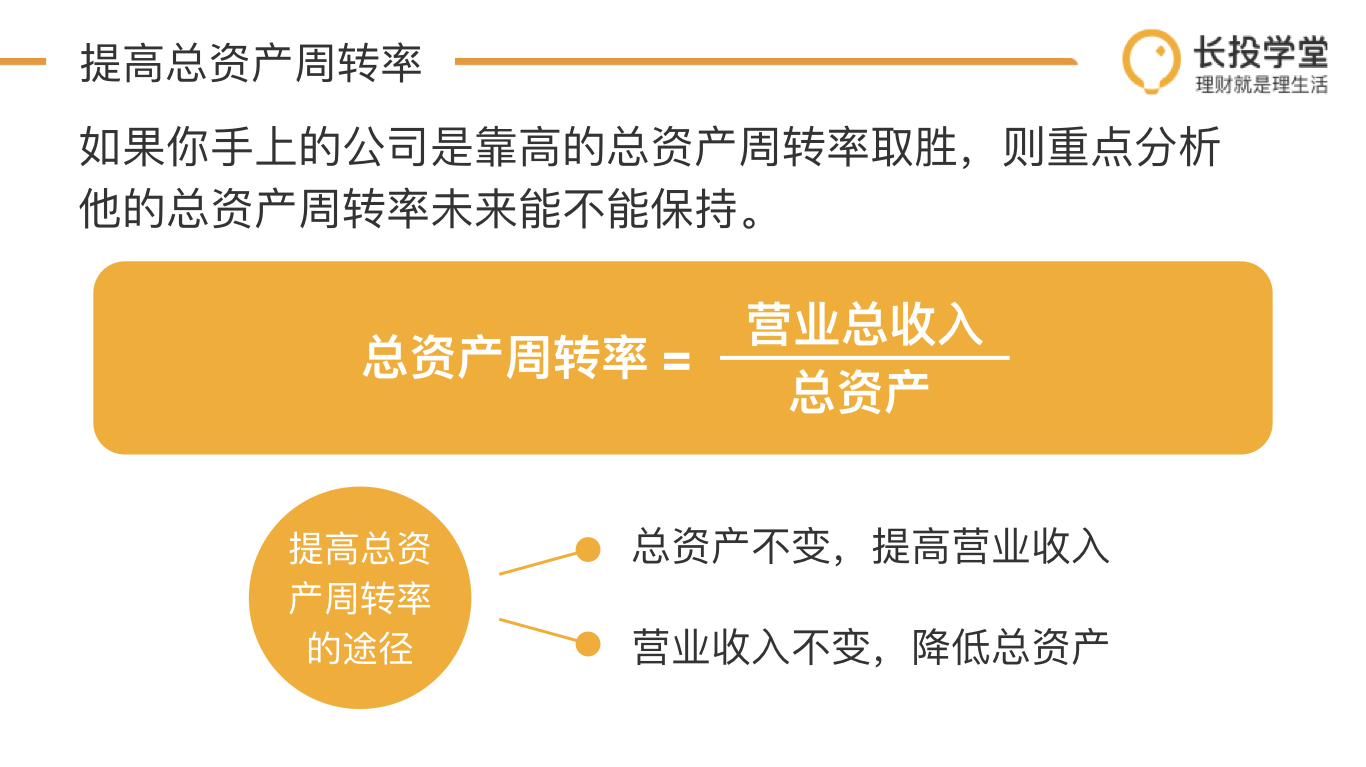 提高总资产周转率
长投学堂
理财就是理生活
如果你手上的公司是靠高的总资产周转率取胜，则重点分析
他的总资产周转率未来能不能保持。
总资产周转率 =
营业总收入
总资产
提高总资
产周转率
的途径
总资产不变，提高营业收入
营业收入不变，降低总资产